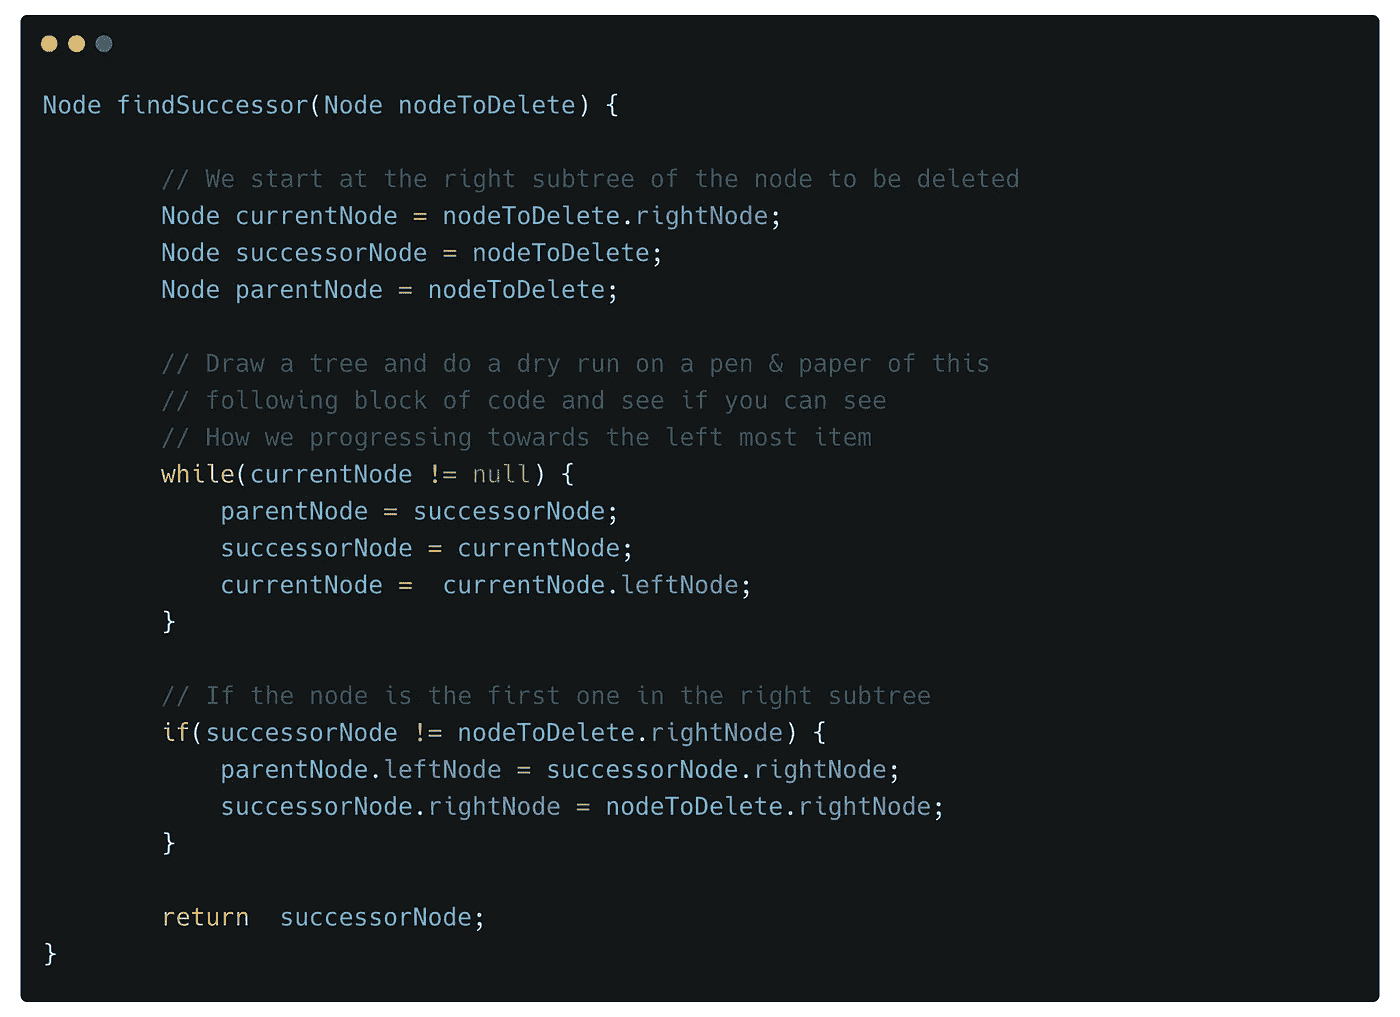 Node findSuccessor(Node nodeToDelete) {
// We start at the right subtree of the node to be deleted
Node currentNode = nodeToDelete.rightNode;
Node successorNode = nodeToDelete;
Node parentNode = nodeToDelete;
// Draw a tree and do a dry run on a pen & paper of this
// following block of code and see if you can see
// How we progressing towards the left most item
while(currentNode != null) {
parentNode = successorNode;
successorNode = currentNode;
currentNode =  currentNode.leftNode;
}
// If the node is the first one in the right subtree
if(successorNode != nodeToDelete.rightNode) {
parentNode.leftNode = successorNode.rightNode;
successorNode.rightNode = nodeToDelete.rightNode;
}
return  successorNode;
}